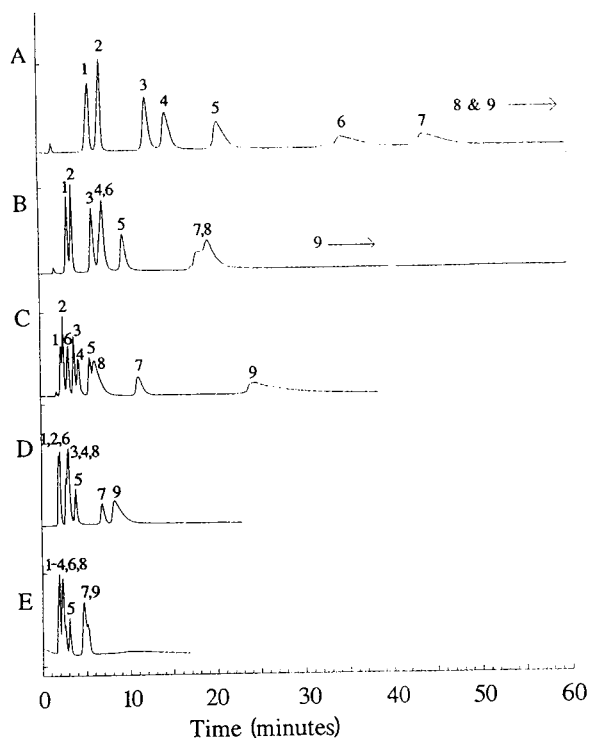 A
1 2 3 4 5 6 7 8 & 9
B
1 2 3 4,6 5 7,8 9
C
1 2 6 3 4 5 8 7 9
D
1,2,6 3,4,8 5 7 9
E
1-4,6,8 5 7,9
0 10 20 30 40 50 60
Time (minutes)